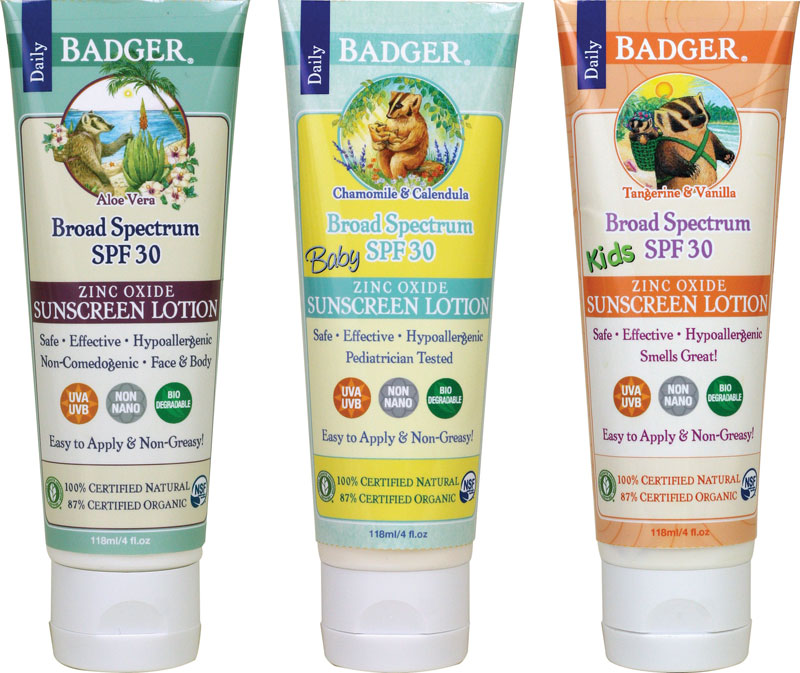 Daily
BADGER®
Aloe Vera
Broad Spectrum
SPF 30
ZINC OXIDE
SUNSCREEN LOTION
Safe • Effective • Hypoallergenic
Non-Comedogenic • Face & Body
UVA
UVB
NON
NANO
BIO
DEGRADABLE
Easy to Apply & Non-Greasy!
100% CERTIFIED NATURAL
87% CERTIFIED ORGANIC
NSF
118ml/4 fl.oz
Daily
BADGER®
Chamomile & Calendula
Broad Spectrum
Baby SPF 30
ZINC OXIDE
SUNSCREEN LOTION
Safe • Effective • Hypoallergenic
Pediatrician Tested
UVA
UVB
NON
NANO
BIO
DEGRADABLE
Easy to Apply & Non-Greasy!
100% CERTIFIED NATURAL
87% CERTIFIED ORGANIC
NSF
118ml/4 fl.oz
Daily
BADGER®
Tangerine & Vanilla
Broad Spectrum
Kids SPF 30
ZINC OXIDE
SUNSCREEN LOTION
Safe • Effective • Hypoallergenic
Smells Great!
UVA
UVB
NON
NANO
BIO
DEGRADABLE
Easy to Apply & Non-Greasy!
100% CERTIFIED NATURAL
87% CERTIFIED ORGANIC
NSF
118ml/4 fl.oz